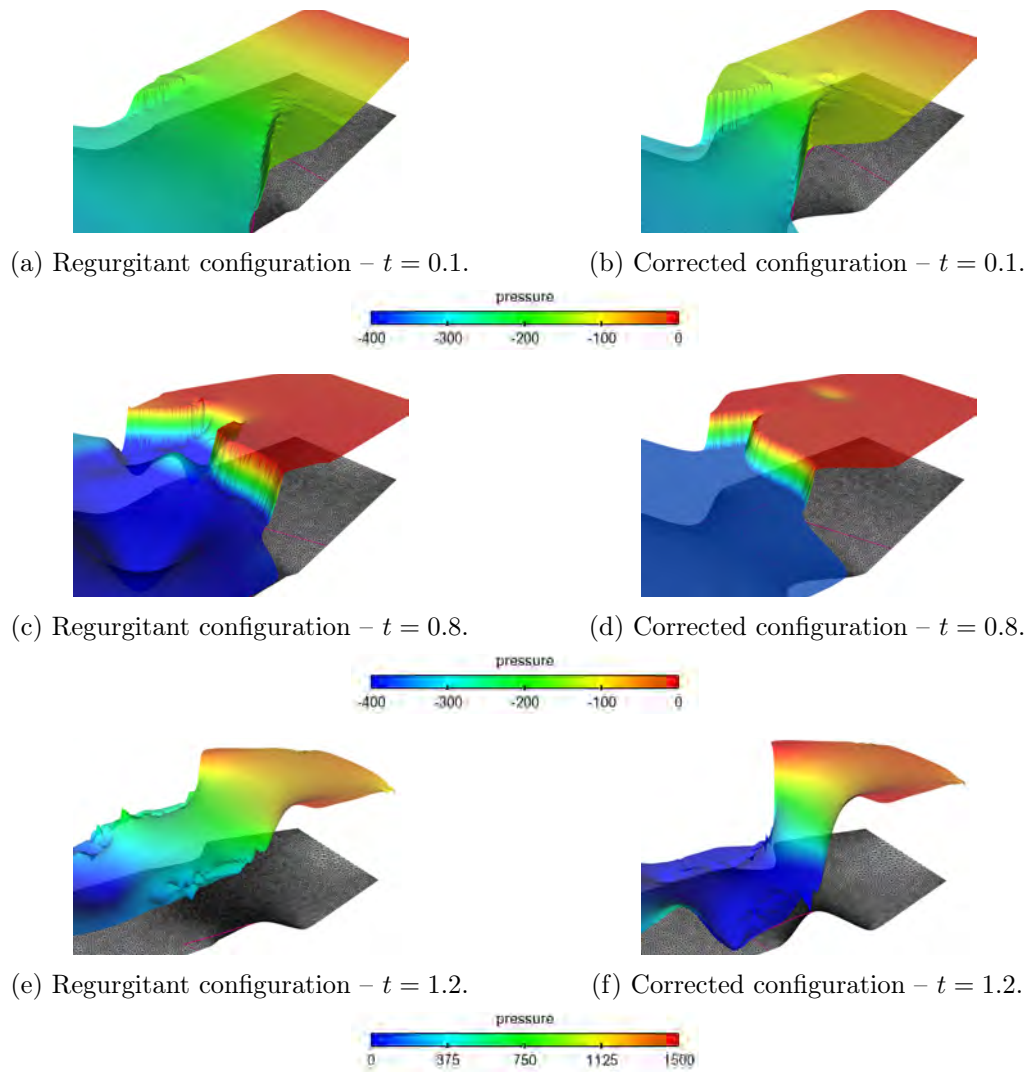 (a) Regurgitant configuration – t = 0.1.
(b) Corrected configuration – t = 0.1.
pressure
-400 -300 -200 -100 0
(c) Regurgitant configuration – t = 0.8.
(d) Corrected configuration – t = 0.8.
pressure
-400 -300 -200 -100 0
(e) Regurgitant configuration – t = 1.2.
(f) Corrected configuration – t = 1.2.
pressure
0 375 750 1125 1500